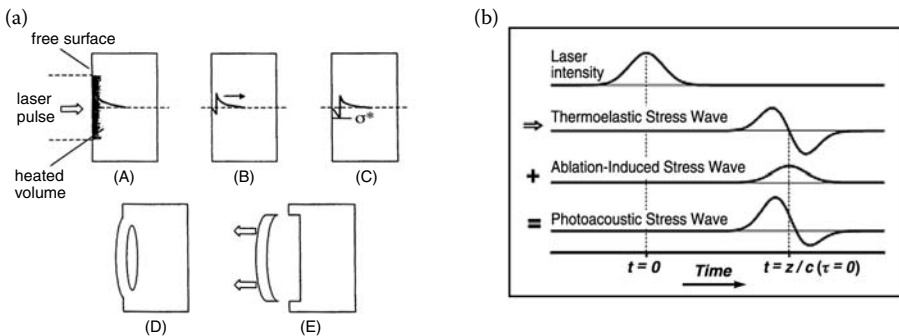 (a)
free surface
laser
pulse
heated
volume
(A)
(B)
σ*
(C)
(D)
(E)
(b)
Laser
intensity
⇒ Thermoelastic Stress Wave
+ Ablation-Induced Stress Wave
= Photoacoustic Stress Wave
t = 0 Time t = z / c (τ = 0)